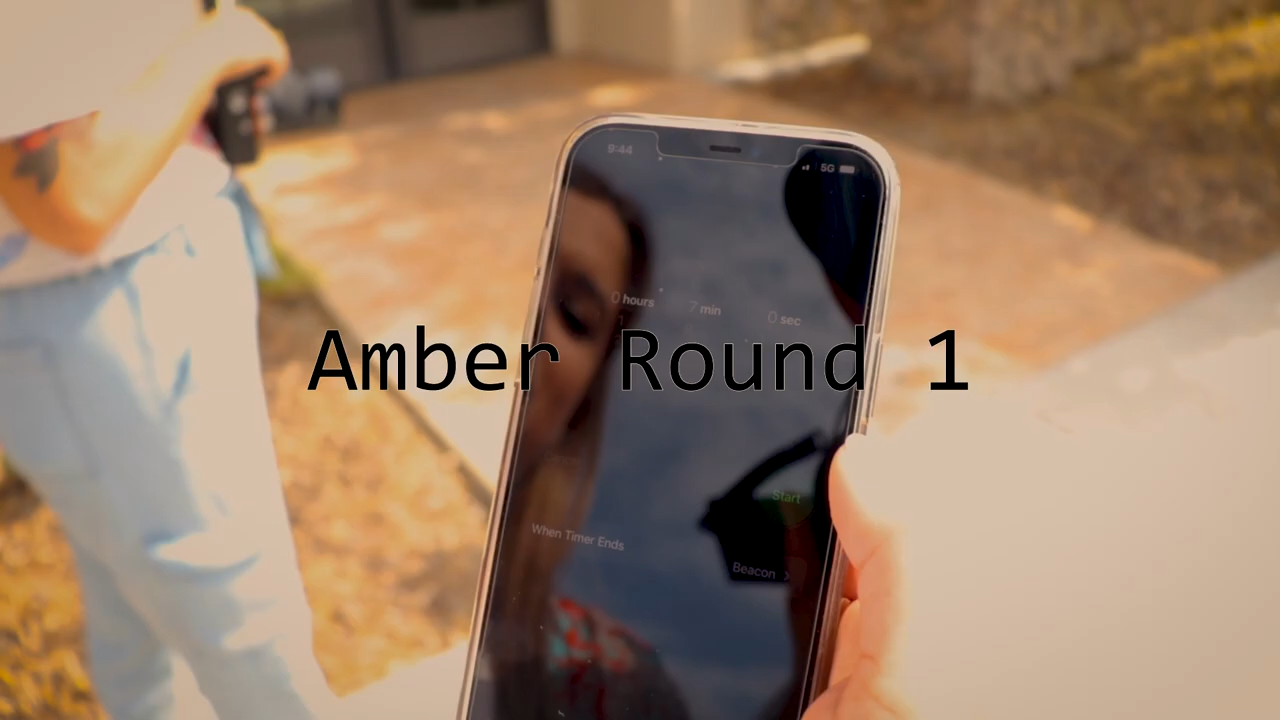 9:44
5G
0 hours 7 min 0 sec
Amber Round 1
Start
When Timer Ends
Beacon >